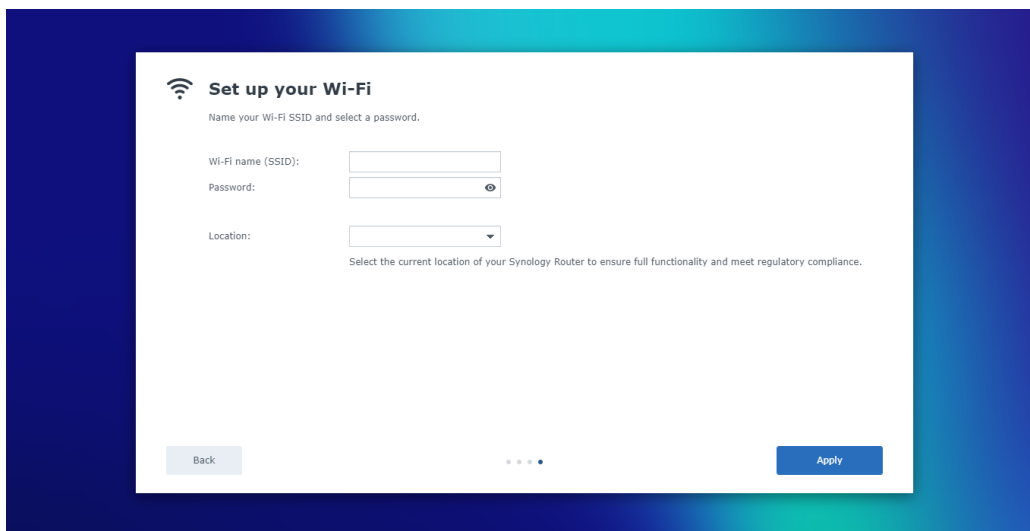 Set up your Wi-Fi
Name your Wi-Fi SSID and select a password.
Wi-Fi name (SSID):
Password:
Location:
Select the current location of your Synology Router to ensure full functionality and meet regulatory compliance.
Back
Apply